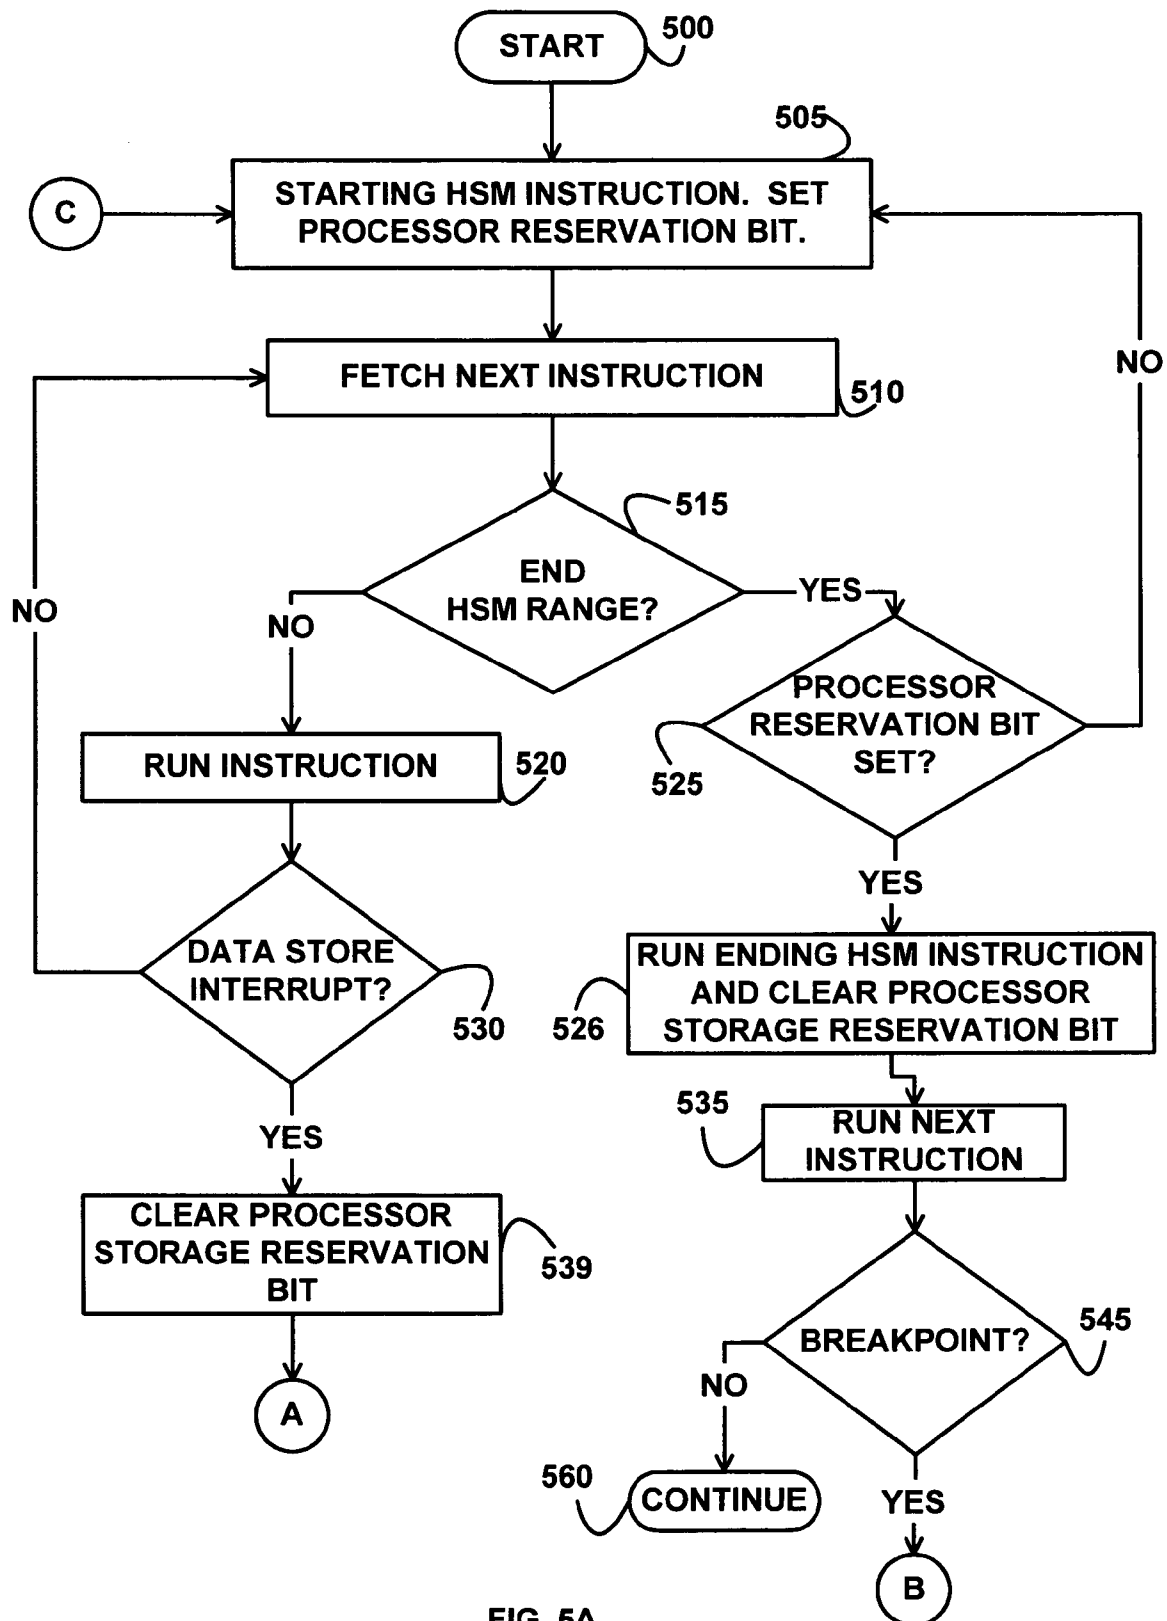 START
500
505
STARTING HSM INSTRUCTION. SET
PROCESSOR RESERVATION BIT.
C
FETCH NEXT INSTRUCTION
510
NO
515
END
HSM RANGE?
YES
NO
NO
PROCESSOR
RESERVATION BIT
SET?
525
RUN INSTRUCTION
520
YES
DATA STORE
INTERRUPT?
530
RUN ENDING HSM INSTRUCTION
AND CLEAR PROCESSOR
STORAGE RESERVATION BIT
526
535
RUN NEXT
INSTRUCTION
YES
CLEAR PROCESSOR
STORAGE RESERVATION
BIT
539
BREAKPOINT?
545
NO
A
560
CONTINUE
YES
B
FIG. 5A